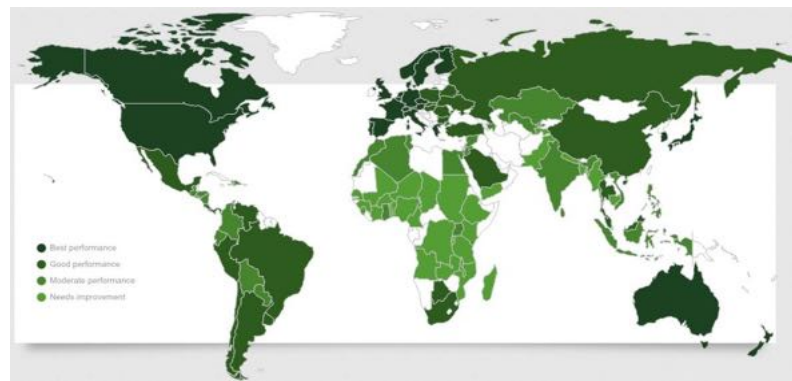 Best performance
Good performance
Moderate performance
Needs improvement